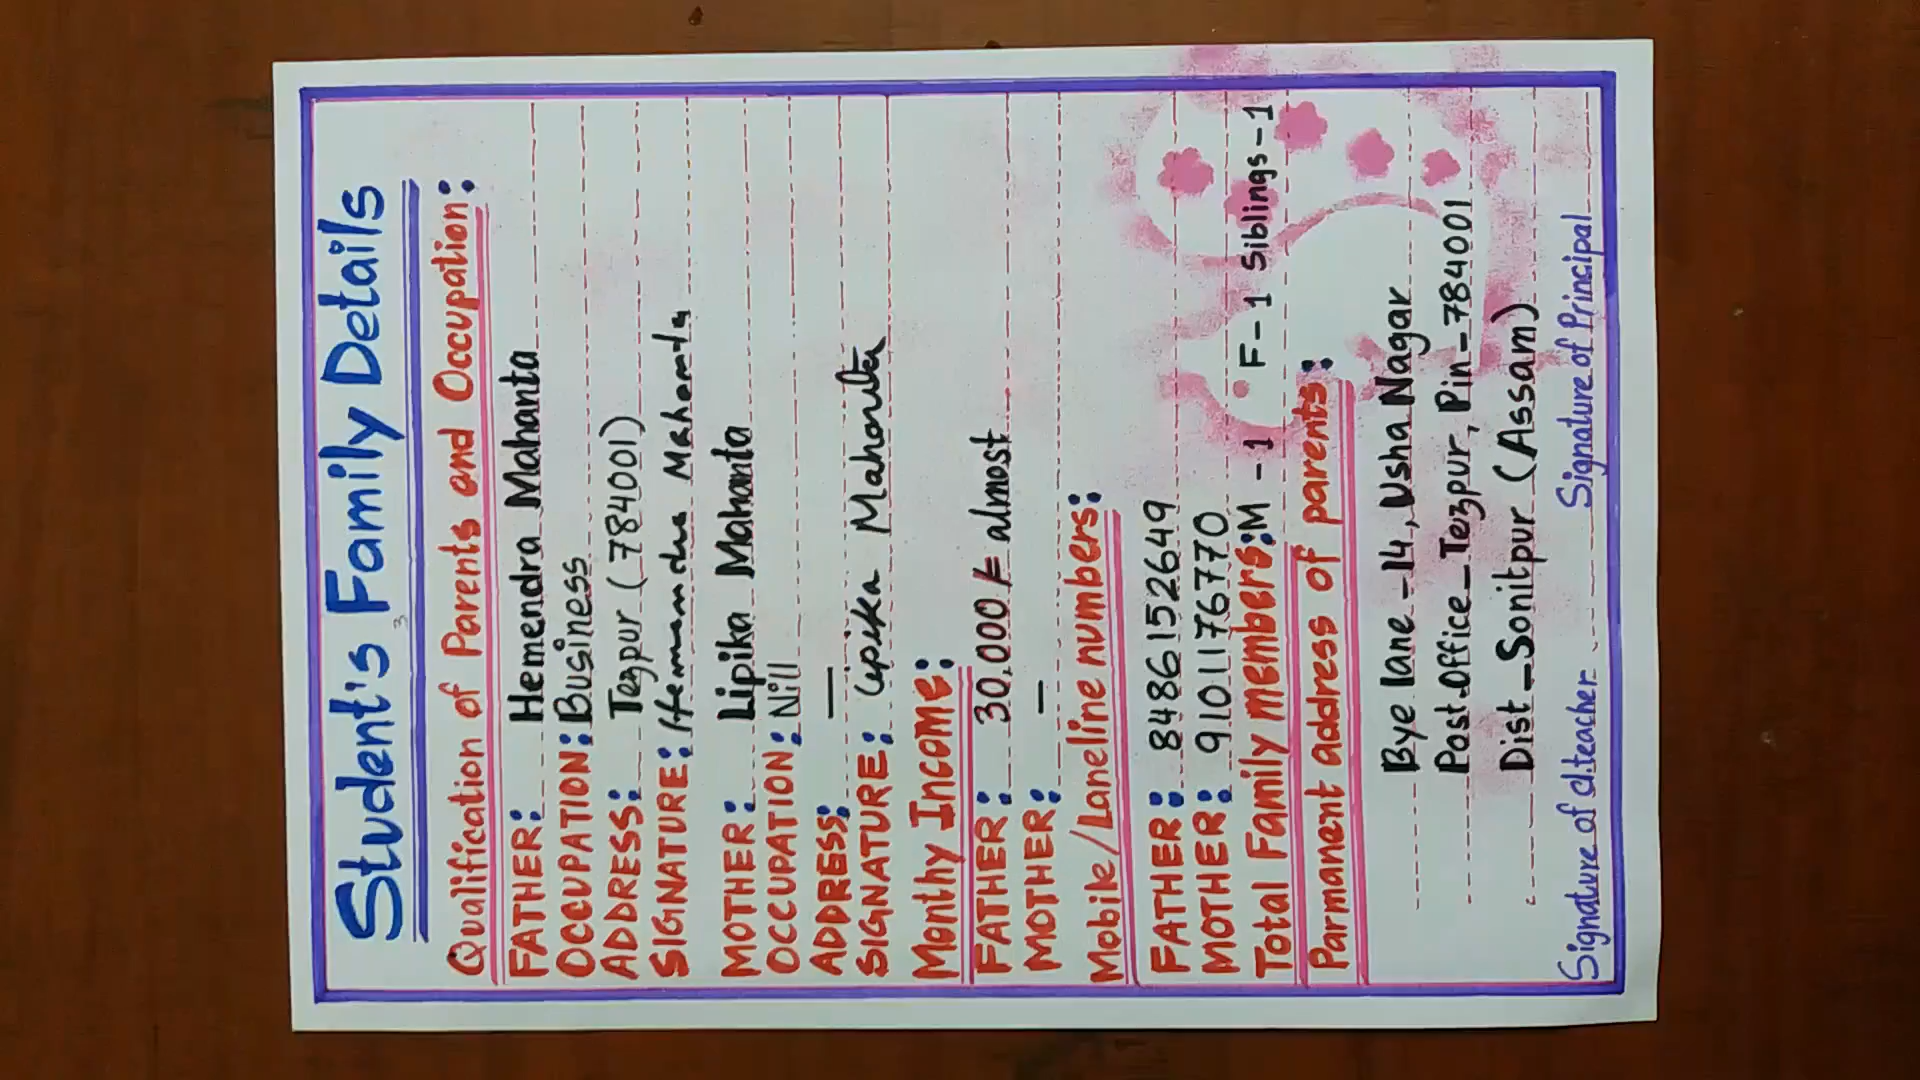 Student's Family Details
3
Qualification of Parents and Occupation:
FATHER: Hemendra Mahanta
OCCUPATION: Business
ADDRESS: Tezpur (784001)
SIGNATURE: Hemendra Mahanta
MOTHER: Lipika Mahanta
OCCUPATION: Nill
ADDRESS: —
SIGNATURE: Lipika Mahanta
Monthy Income:
FATHER: 30,000/= almost
MOTHER: —
Mobile/Laneline numbers:
FATHER: 8486152649
MOTHER: 9101176770
Total Family members: M-1 F-1 Siblings-1
Parmanent address of parents:
Bye lane-14, Usha Nagar
Post office-Tezpur, Pin-784001
Dist-Sonitpur (Assam)
Signature of cl.teacher Signature of Principal